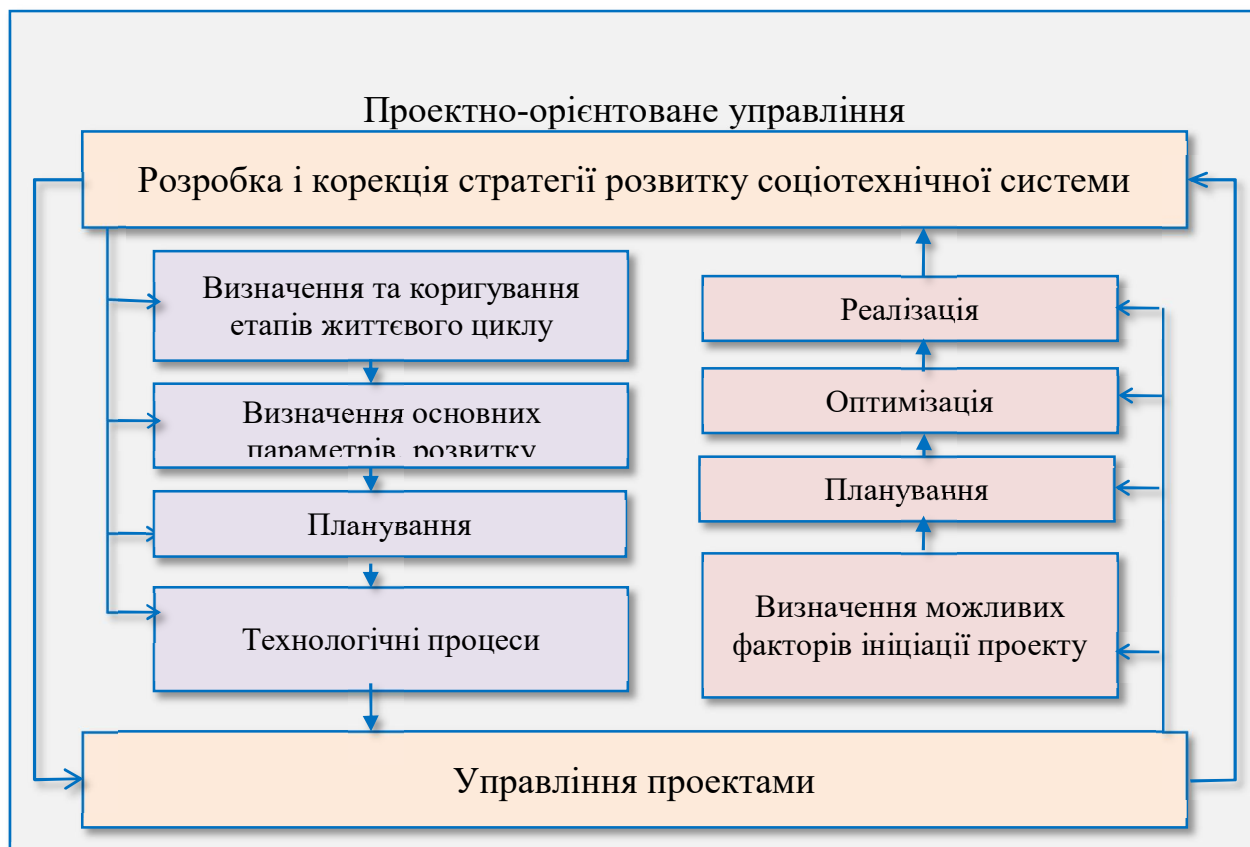 Проектно-орієнтоване управління
Розробка і корекція стратегії розвитку соціотехнічної системи
Визначення та коригування
етапів життєвого циклу
Визначення основних
параметрів розвитку
Планування
Технологічні процеси
Реалізація
Оптимізація
Планування
Визначення можливих
факторів ініціації проекту
Управління проектами